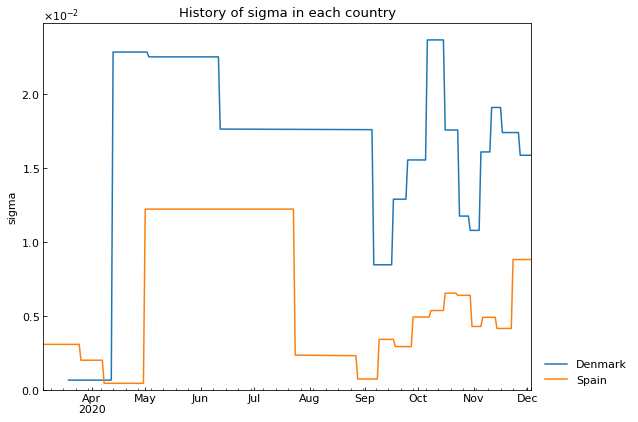 History of sigma in each country
×10⁻²
2.0
1.5
1.0
0.5
0.0
sigma
Apr May Jun Jul Aug Sep Oct Nov Dec
2020
Denmark
Spain